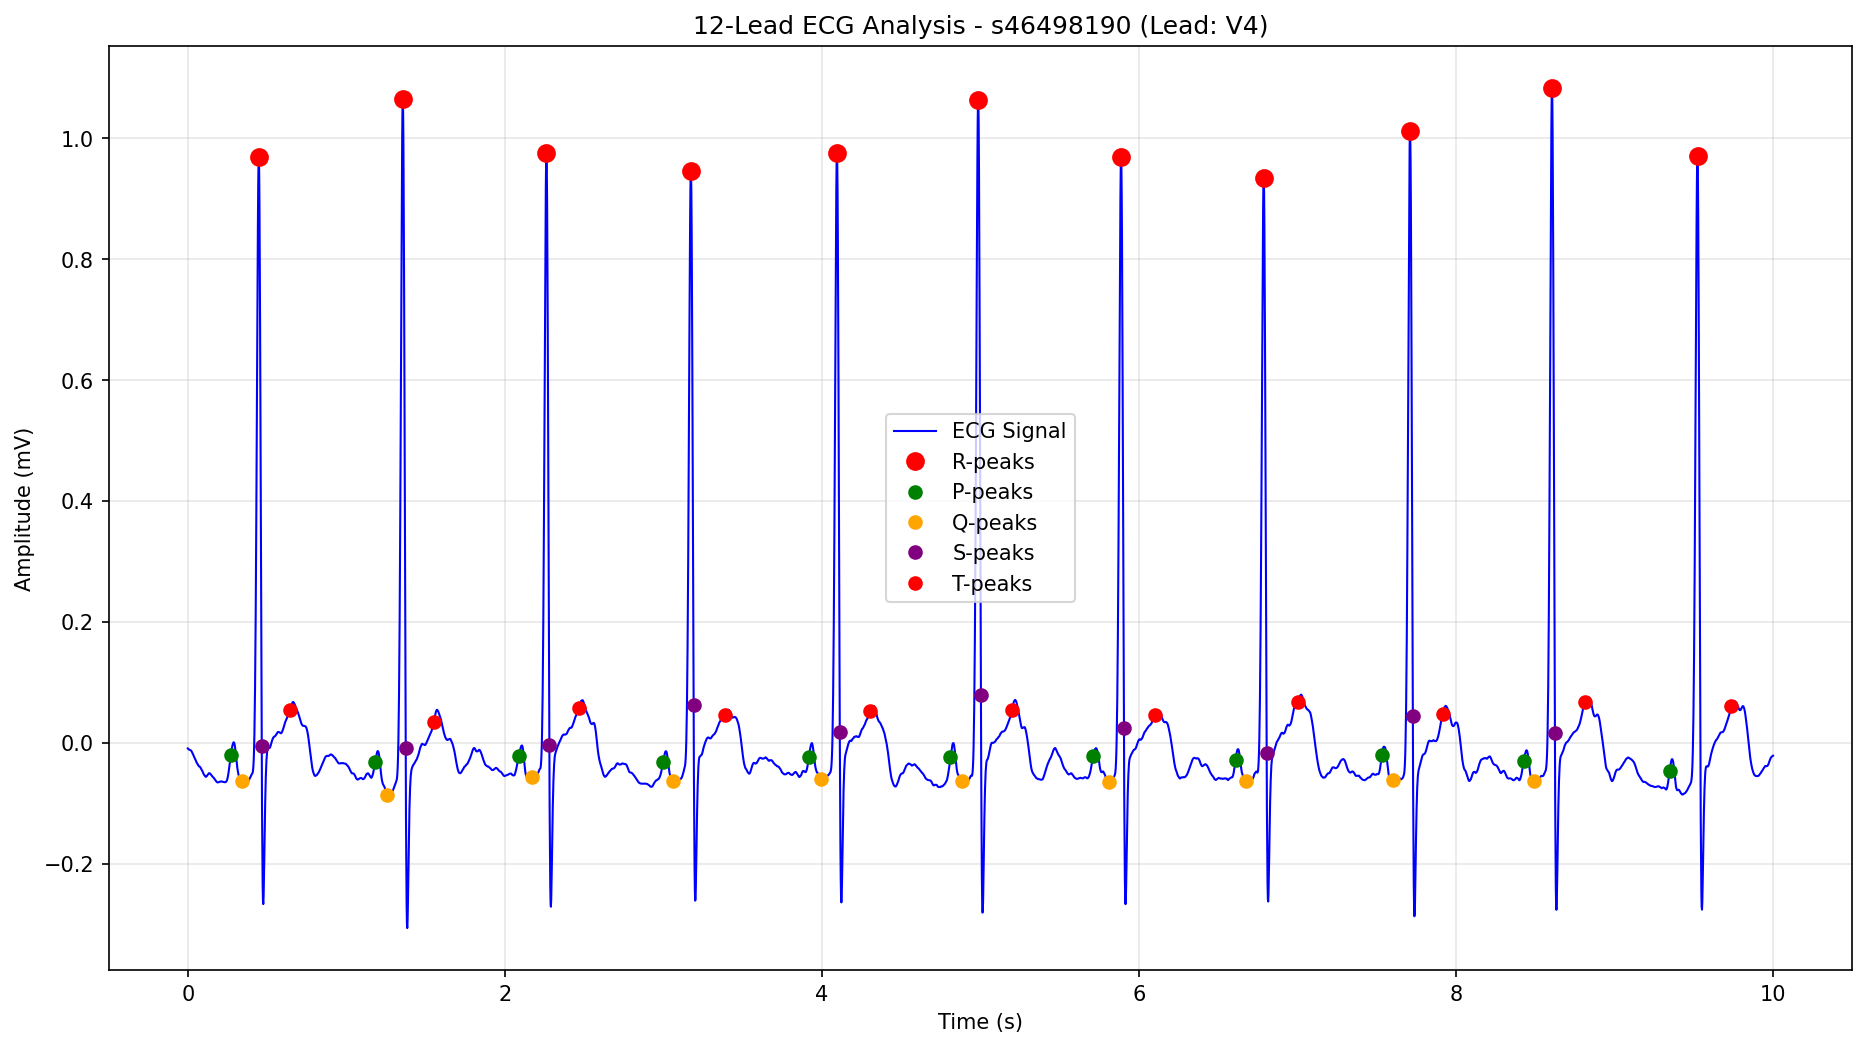 12-Lead ECG Analysis - s46498190 (Lead: V4)
Amplitude (mV)
1.0
0.8
0.6
0.4
0.2
0.0
−0.2
ECG Signal
R-peaks
P-peaks
Q-peaks
S-peaks
T-peaks
0 2 4 6 8 10
Time (s)